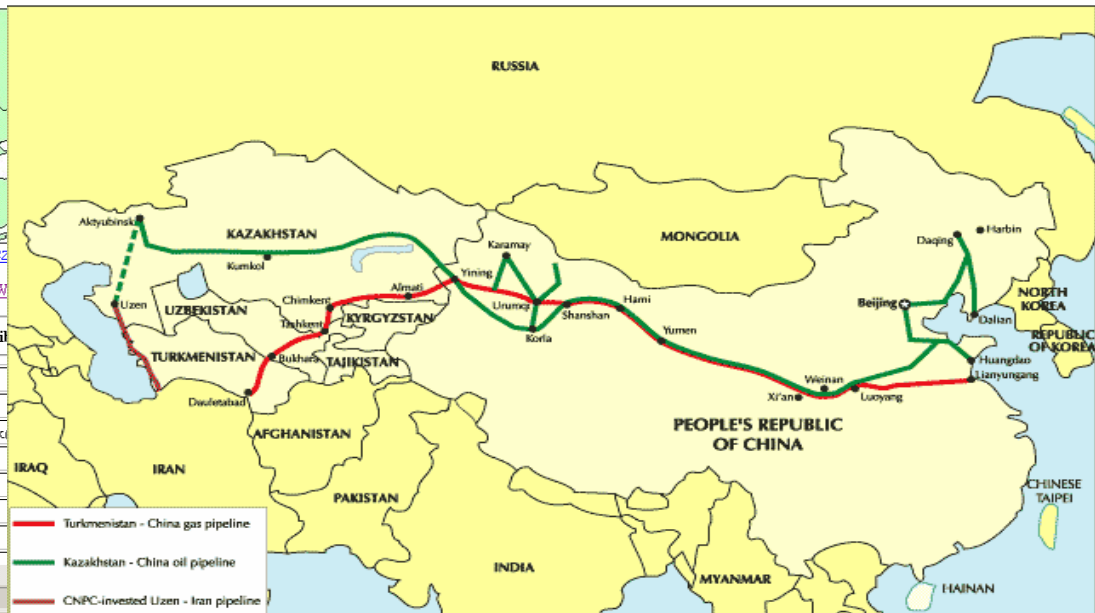 RUSSIA
Aktyubinsk
KAZAKHSTAN
Kumkol
Karamay
MONGOLIA
Daqing
Harbin
Uzen
UZBEKISTAN
Chimkent
Almati
Yining
Urumqi
Shanshan
Hami
Beijing
NORTH
KOREA
Dalian
Tashkent
KYRGYZSTAN
Korla
Yumen
REPUBLIC
OF KOREA
TURKMENISTAN
Bukhara
TAJIKISTAN
Huangdao
Lianyungang
Daufetabad
Weinan
Xi'an
Luoyang
AFGHANISTAN
PEOPLE'S REPUBLIC
OF CHINA
IRAQ
IRAN
PAKISTAN
CHINESE
TAIPEI
Turkmenistan - China gas pipeline
Kazakhstan - China oil pipeline
CNPC-invested Uzen - Iran pipeline
INDIA
MYANMAR
HAINAN